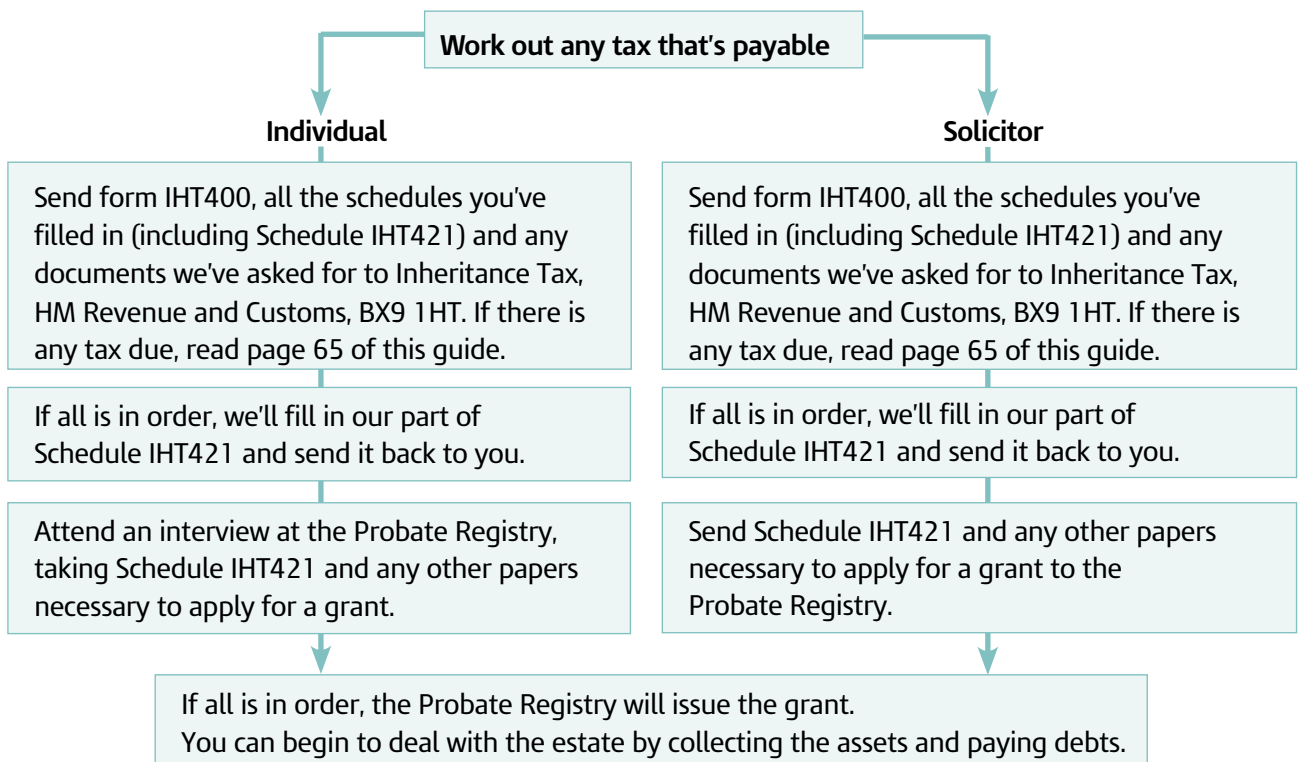 Work out any tax that's payable
Individual
Send form IHT400, all the schedules you've
filled in (including Schedule IHT421) and any
documents we've asked for to Inheritance Tax,
HM Revenue and Customs, BX9 1HT. If there is
any tax due, read page 65 of this guide.
If all is in order, we'll fill in our part of
Schedule IHT421 and send it back to you.
Attend an interview at the Probate Registry,
taking Schedule IHT421 and any other papers
necessary to apply for a grant.
Solicitor
Send form IHT400, all the schedules you've
filled in (including Schedule IHT421) and any
documents we've asked for to Inheritance Tax,
HM Revenue and Customs, BX9 1HT. If there is
any tax due, read page 65 of this guide.
If all is in order, we'll fill in our part of
Schedule IHT421 and send it back to you.
Send Schedule IHT421 and any other papers
necessary to apply for a grant to the
Probate Registry.
If all is in order, the Probate Registry will issue the grant.
You can begin to deal with the estate by collecting the assets and paying debts.